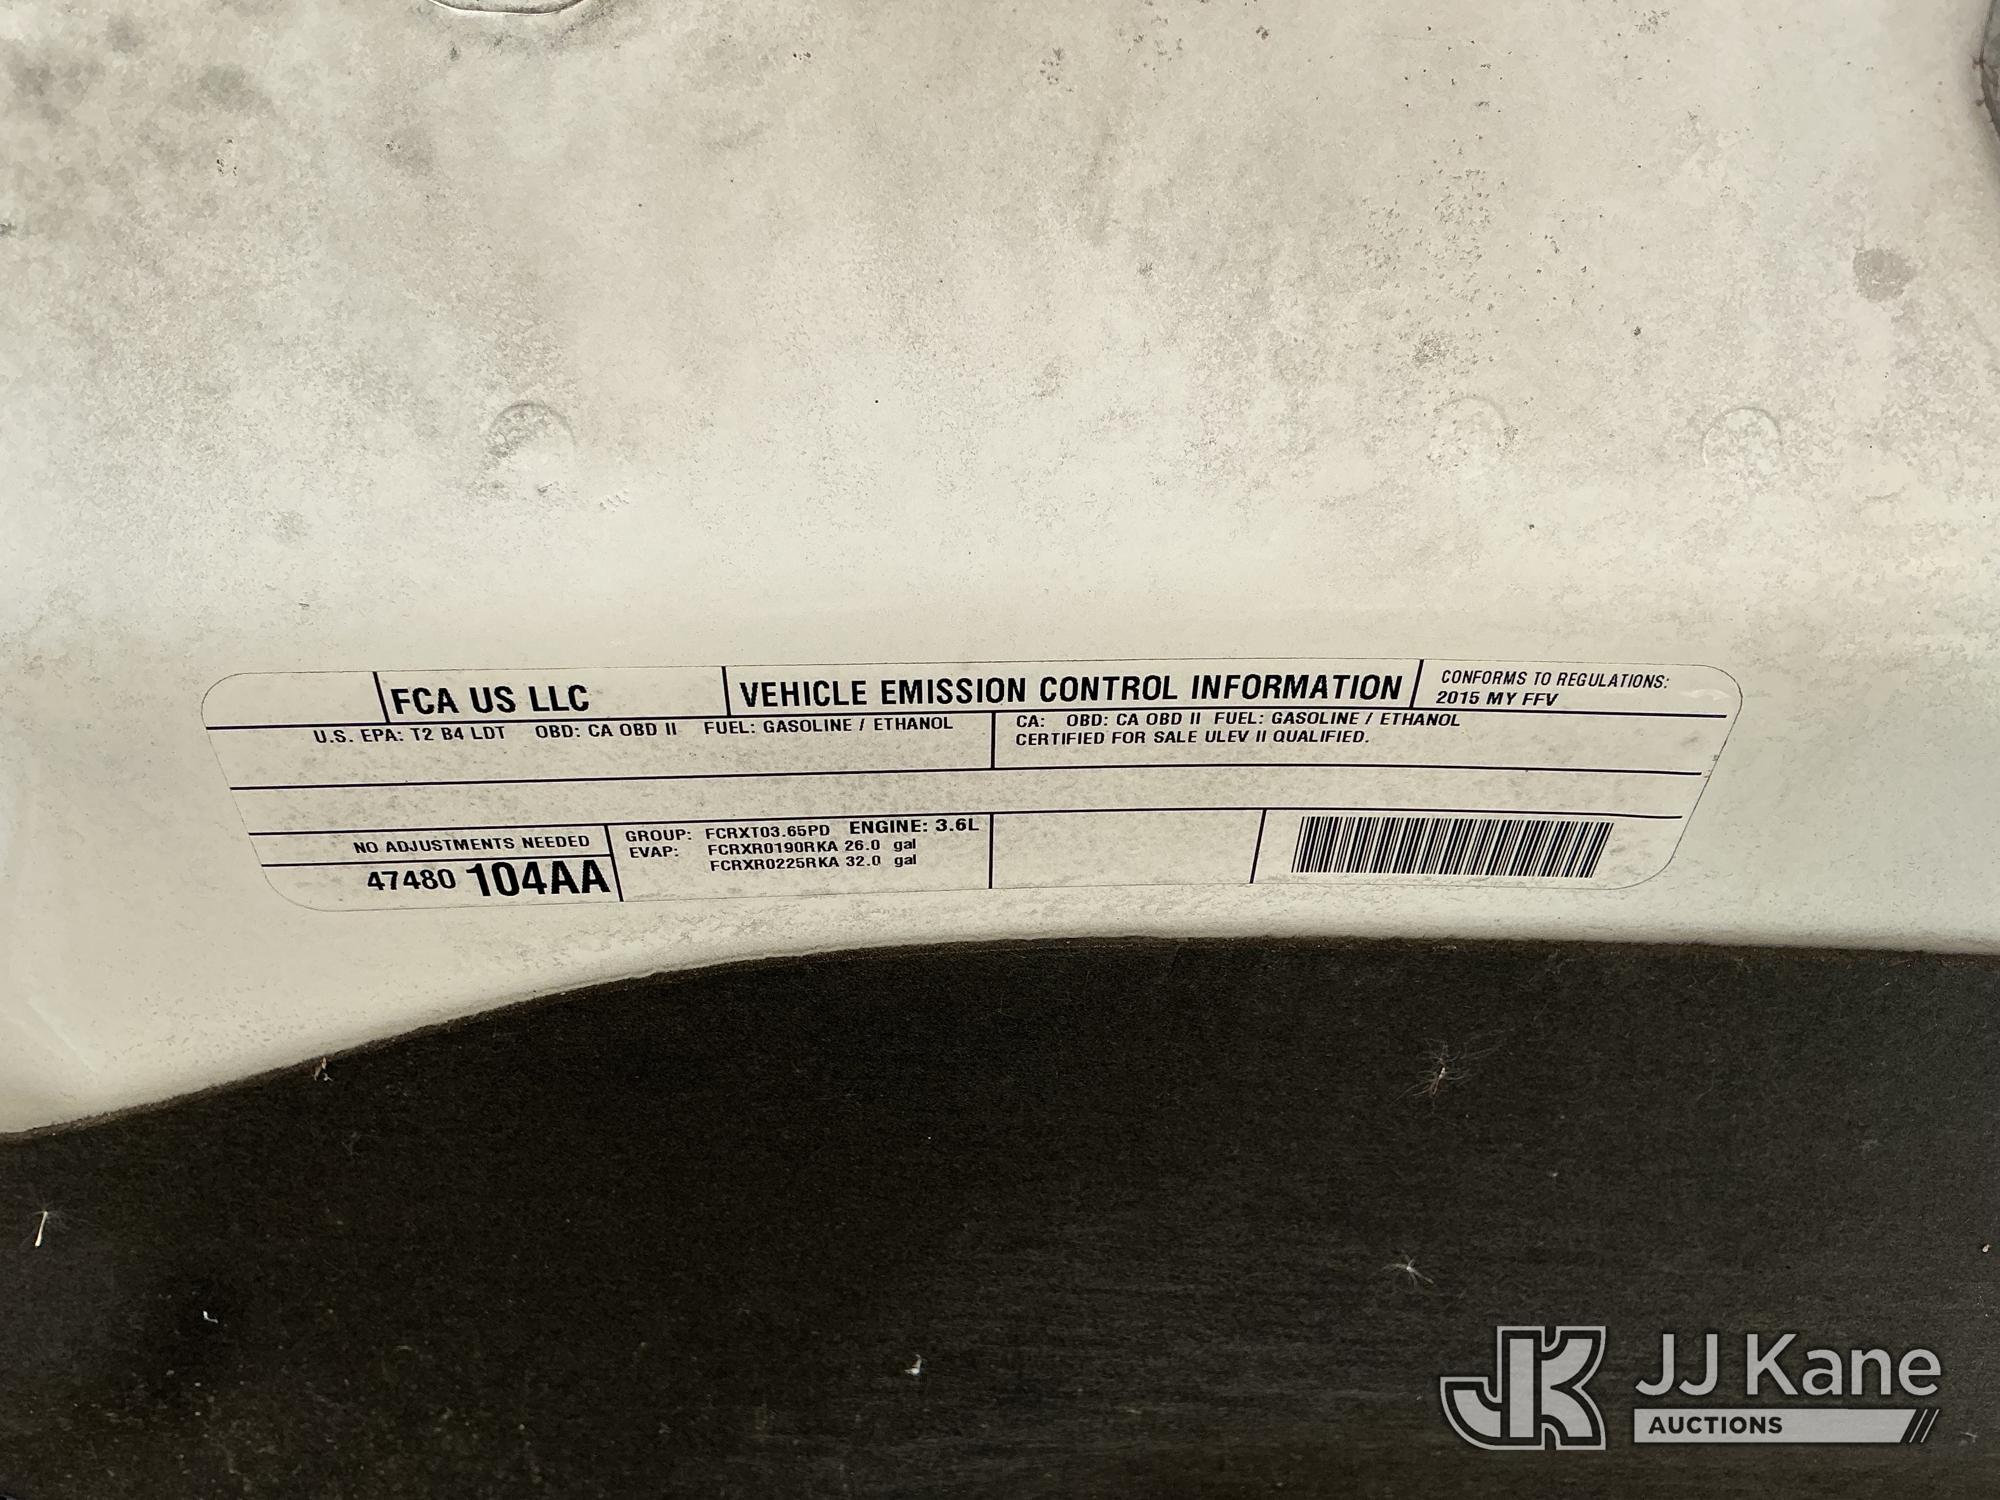 FCA US LLC
VEHICLE EMISSION CONTROL INFORMATION
CONFORMS TO REGULATIONS:
2015 MY FFV
U.S. EPA: T2 B4 LDT OBD: CA OBD II FUEL: GASOLINE / ETHANOL
CA: OBD: CA OBD II FUEL: GASOLINE / ETHANOL
CERTIFIED FOR SALE ULEV II QUALIFIED.
NO ADJUSTMENTS NEEDED
47480 104AA
GROUP: FCRXT03.65PD ENGINE: 3.6L
EVAP: FCRXR0190RKA 26.0 gal
FCRXR0225RKA 32.0 gal
JK JJ Kane
AUCTIONS